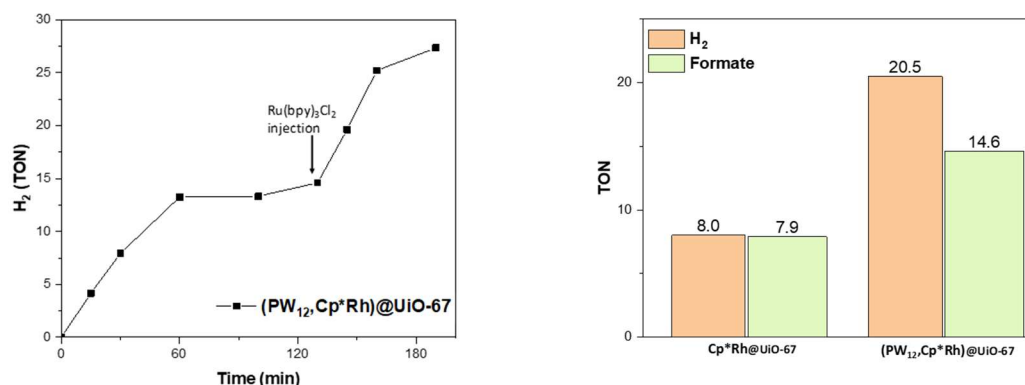 30
25
20
15
10
5
0
H₂ (TON)
Ru(bpy)₃Cl₂
injection
(PW₁₂,Cp*Rh)@UiO-67
0 60 120 180
Time (min)
H₂
Formate
20
10
0
TON
8.0 7.9
20.5
14.6
Cp*Rh@UiO-67 (PW₁₂,Cp*Rh)@UiO-67